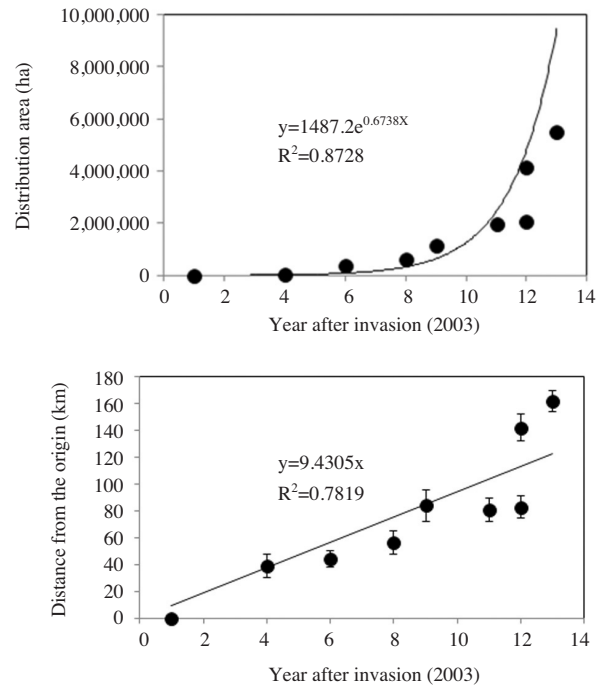 Distribution area (ha)
10,000,000
8,000,000
6,000,000
4,000,000
2,000,000
0
y=1487.2e^0.6738X
R²=0.8728
0 2 4 6 8 10 12 14
Year after invasion (2003)
Distance from the origin (km)
180
160
140
120
100
80
60
40
20
0
y=9.4305x
R²=0.7819
0 2 4 6 8 10 12 14
Year after invasion (2003)